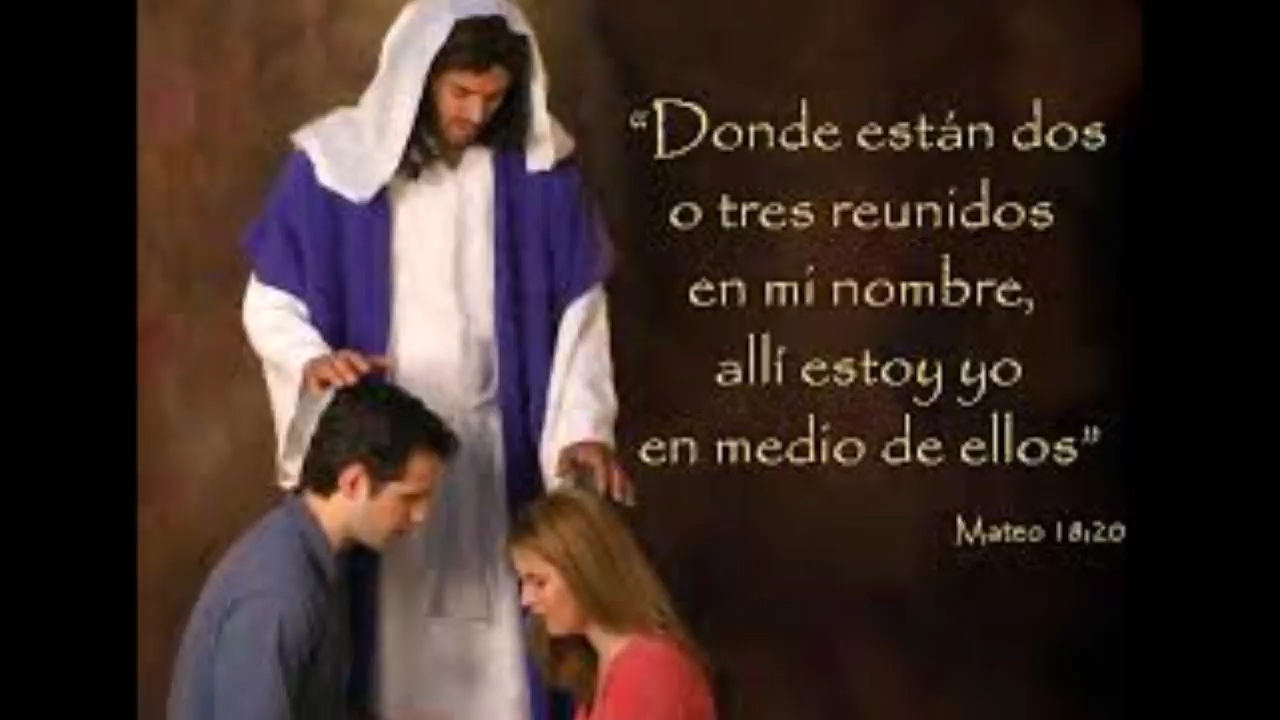 “Donde están dos
o tres reunidos
en mi nombre,
allí estoy yo
en medio de ellos”
Mateo 18:20